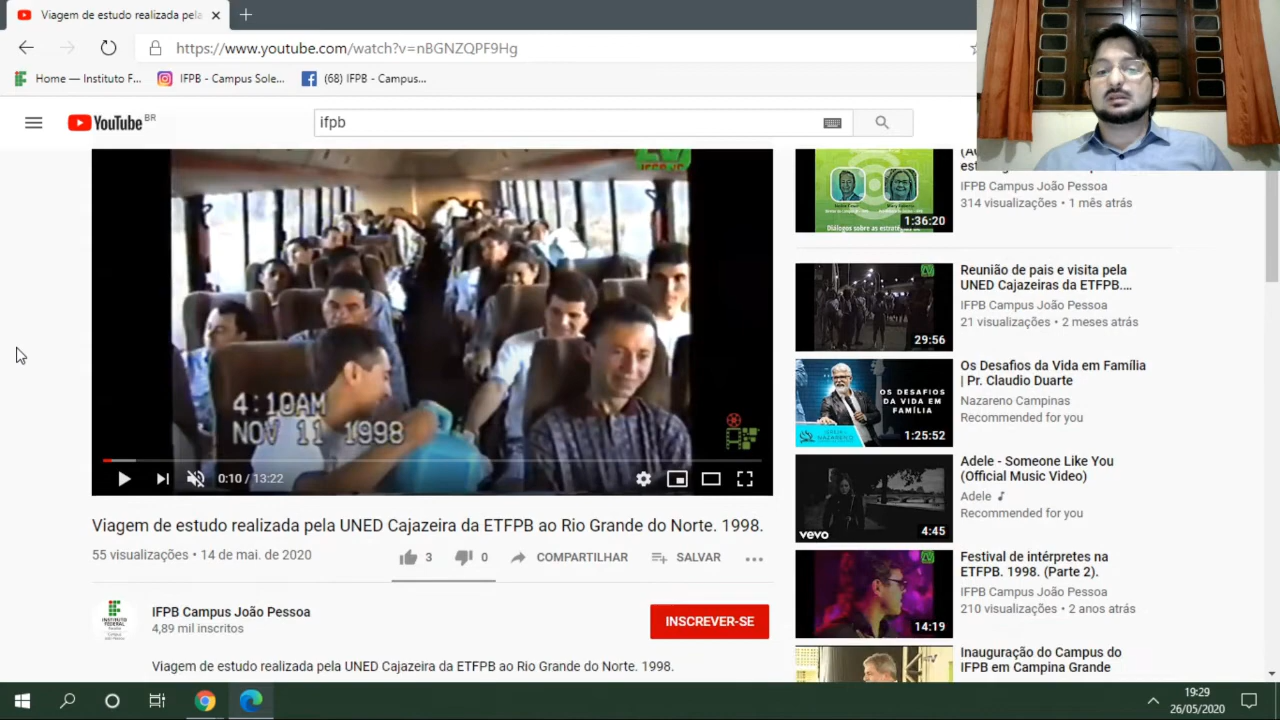 Viagem de estudo realizada pela
https://www.youtube.com/watch?v=nBGNZQPF9Hg
Home — Instituto F...
IFPB - Campus Sole...
(68) IFPB - Campus...
YouTube BR
ifpb
4:10AM
NOV 11 1998
0:10 / 13:22
Viagem de estudo realizada pela UNED Cajazeira da ETFPB ao Rio Grande do Norte. 1998.
55 visualizações • 14 de mai. de 2020
3
0
COMPARTILHAR
SALVAR
INSTITUTO
FEDERAL
IFPB Campus João Pessoa
4,89 mil inscritos
INSCREVER-SE
Viagem de estudo realizada pela UNED Cajazeira da ETFPB ao Rio Grande do Norte. 1998.
IFPB Campus João Pessoa
314 visualizações • 1 mês atrás
Diálogos sobre as estratégias de
1:36:20
Reunião de pais e visita pela
UNED Cajazeiras da ETFPB....
IFPB Campus João Pessoa
21 visualizações • 2 meses atrás
29:56
Os Desafios da Vida em Família
| Pr. Claudio Duarte
Nazareno Campinas
Recommended for you
OS DESAFIOS
DA VIDA EM
FAMÍLIA
1:25:52
Adele - Someone Like You
(Official Music Video)
Adele
Recommended for you
vevo
4:45
Festival de intérpretes na
ETFPB. 1998. (Parte 2).
IFPB Campus João Pessoa
210 visualizações • 2 anos atrás
14:19
Inauguração do Campus do
IFPB em Campina Grande
19:29
26/05/2020